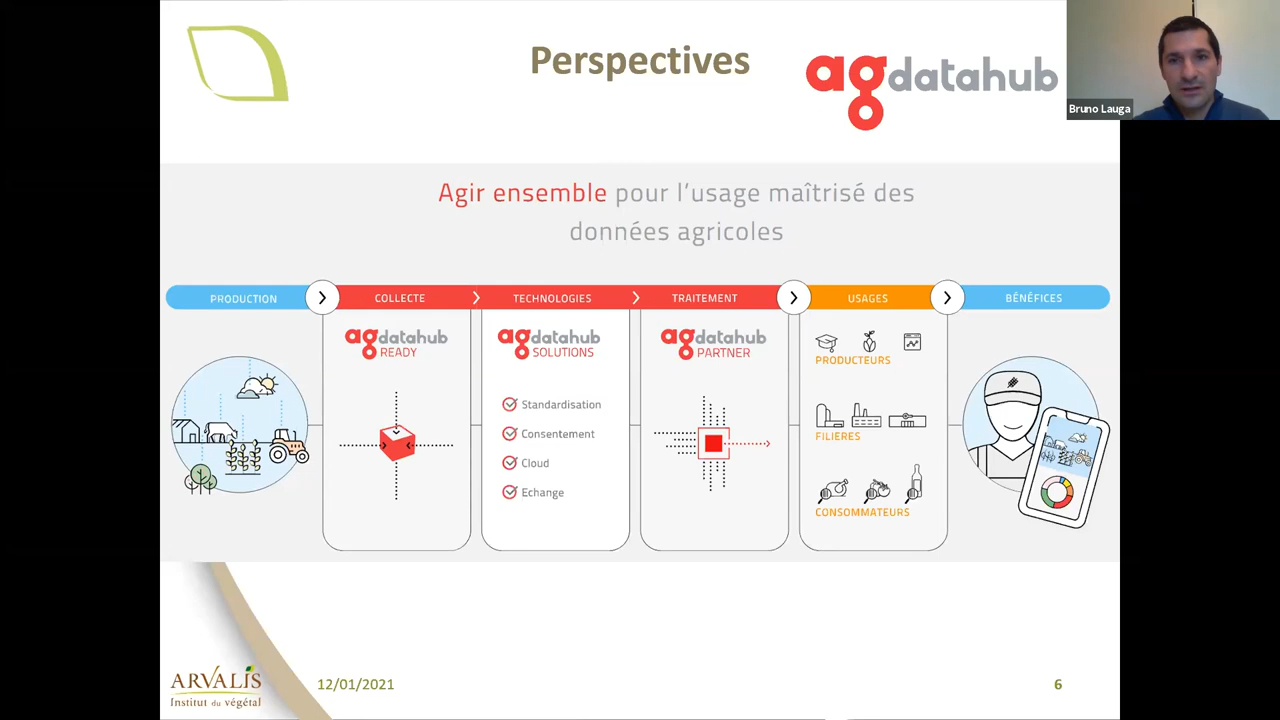 Perspectives
agdatahub
Bruno Lauga
Agir ensemble pour l'usage maîtrisé des
données agricoles
PRODUCTION
COLLECTE
TECHNOLOGIES
TRAITEMENT
USAGES
BÉNÉFICES
agdatahub
READY
agdatahub
SOLUTIONS
agdatahub
PARTNER
Standardisation
Consentement
Cloud
Echange
PRODUCTEURS
FILIERES
CONSOMMATEURS
ARVALIS
Institut du végétal
12/01/2021
6